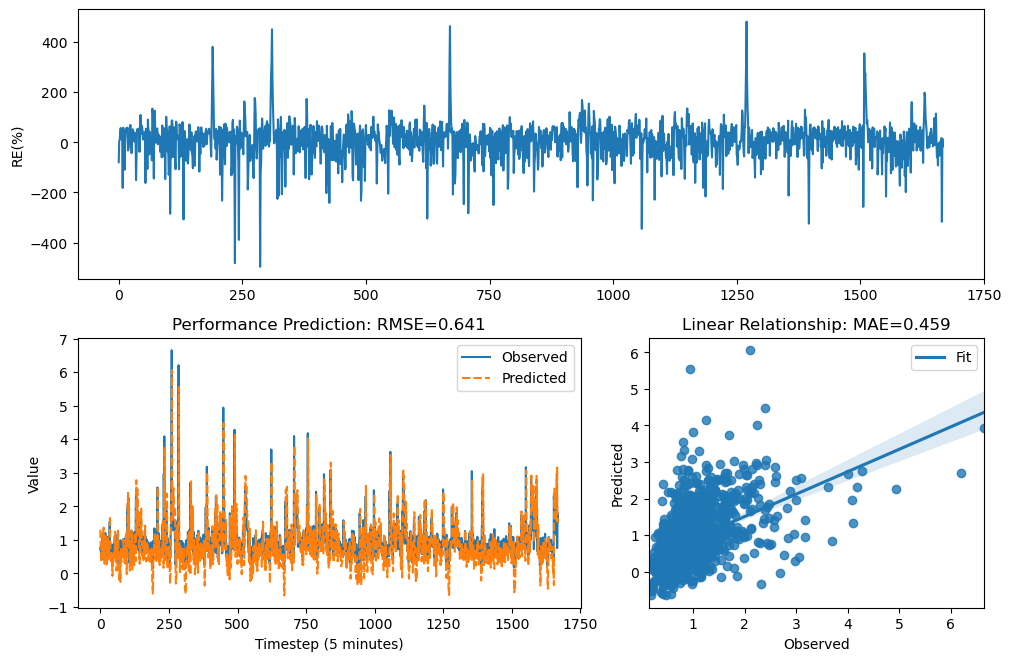 RE(%)
400
200
0
−200
−400
0 250 500 750 1000 1250 1500 1750
Performance Prediction: RMSE=0.641
Value
7
6
5
4
3
2
1
0
−1
Observed
Predicted
0 250 500 750 1000 1250 1500 1750
Timestep (5 minutes)
Linear Relationship: MAE=0.459
Predicted
6
5
4
3
2
1
0
Fit
1 2 3 4 5 6
Observed